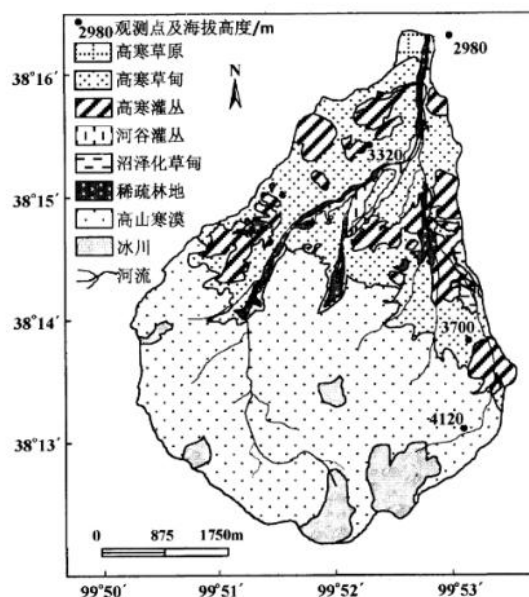 2980 观测点及海拔高度/m
高寒草原
高寒草甸
高寒灌丛
河谷灌丛
沼泽化草甸
稀疏林地
高山寒漠
冰川
河流
N
2980
3320
3700
4120
38°16′
38°15′
38°14′
38°13′
0 875 1750m
99°50′ 99°51′ 99°52′ 99°53′